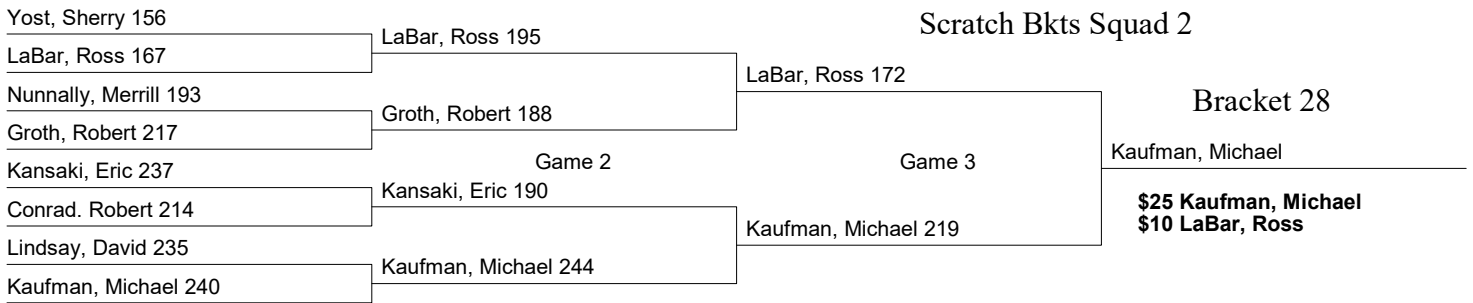 Scratch Bkts Squad 2
Bracket 28
Yost, Sherry 156
LaBar, Ross 167
Nunnally, Merrill 193
Groth, Robert 217
Kansaki, Eric 237
Conrad. Robert 214
Lindsay, David 235
Kaufman, Michael 240
LaBar, Ross 195
Groth, Robert 188
Game 2
Kansaki, Eric 190
Kaufman, Michael 244
LaBar, Ross 172
Game 3
Kaufman, Michael 219
Kaufman, Michael
$25 Kaufman, Michael
$10 LaBar, Ross